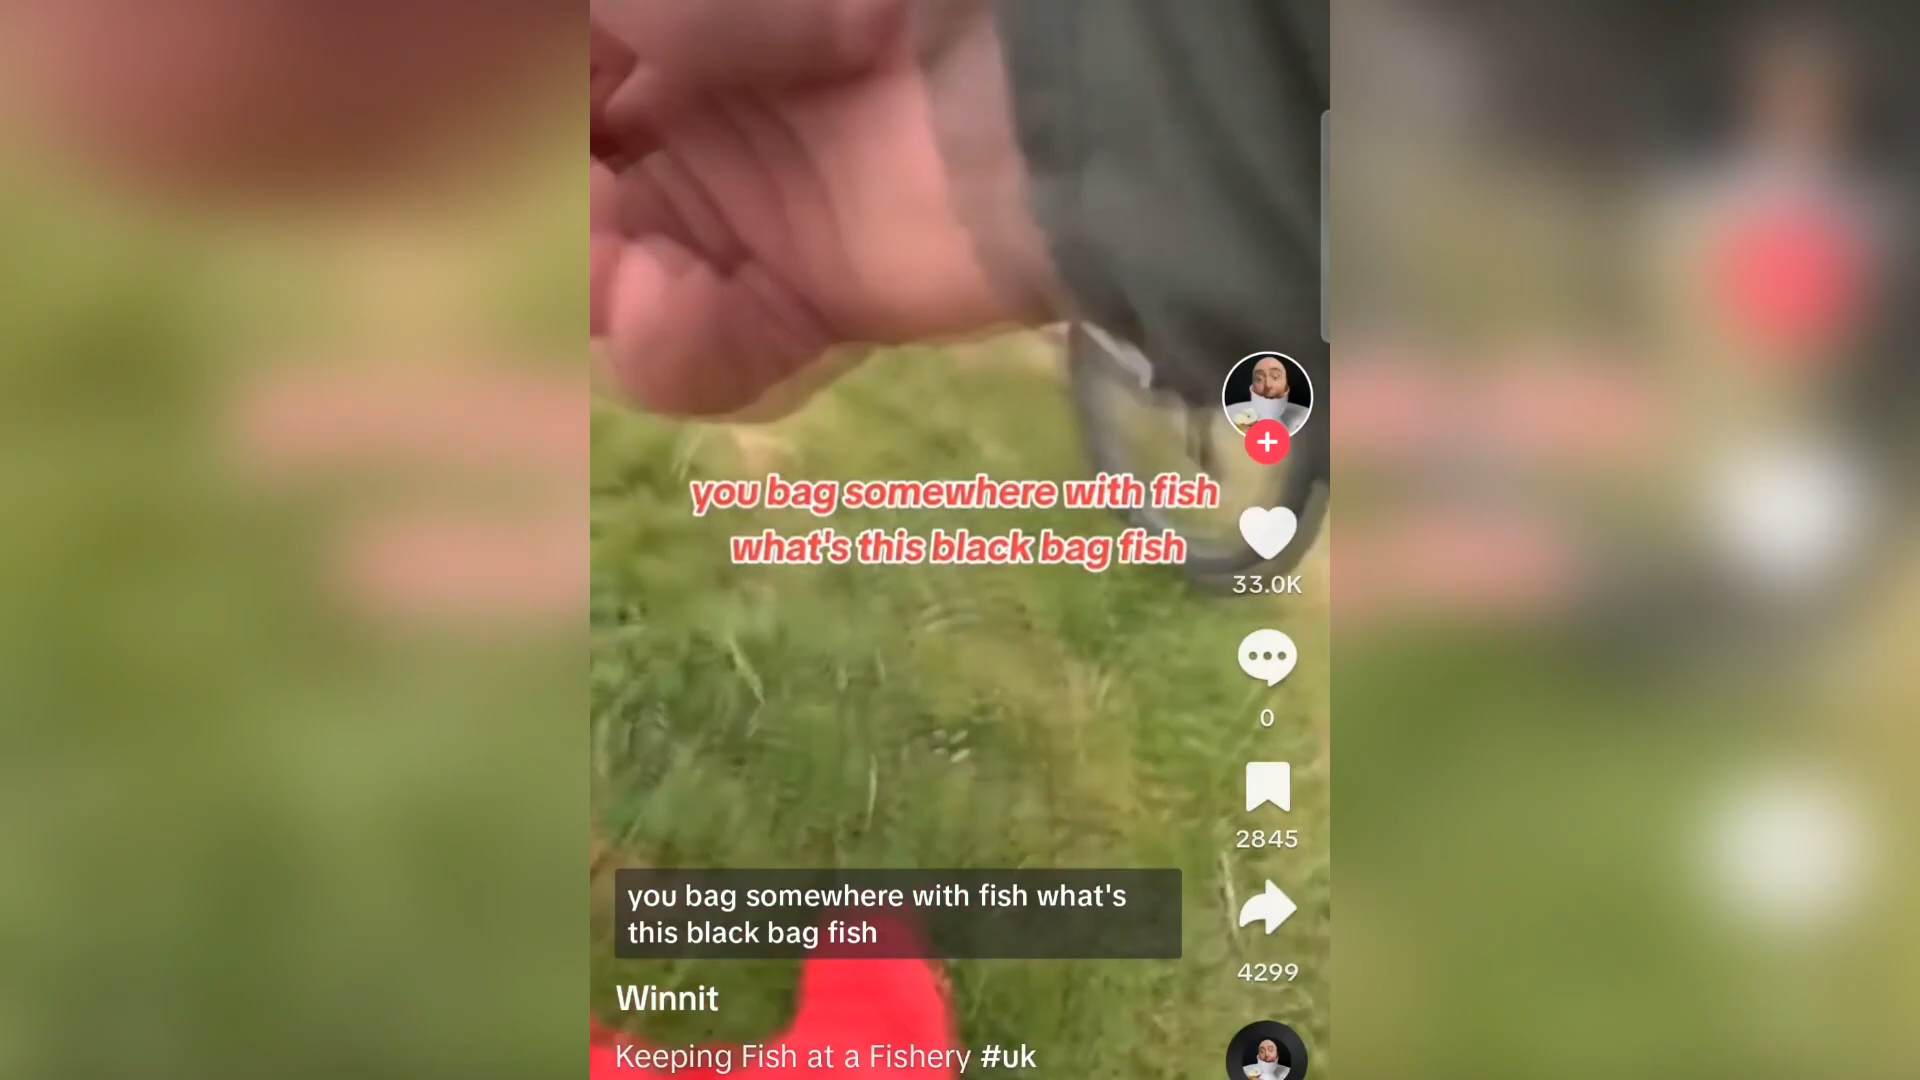 you bag somewhere with fish
what's this black bag fish
33.0K
0
2845
you bag somewhere with fish what's
this black bag fish
4299
Winnit
Keeping Fish at a Fishery #uk